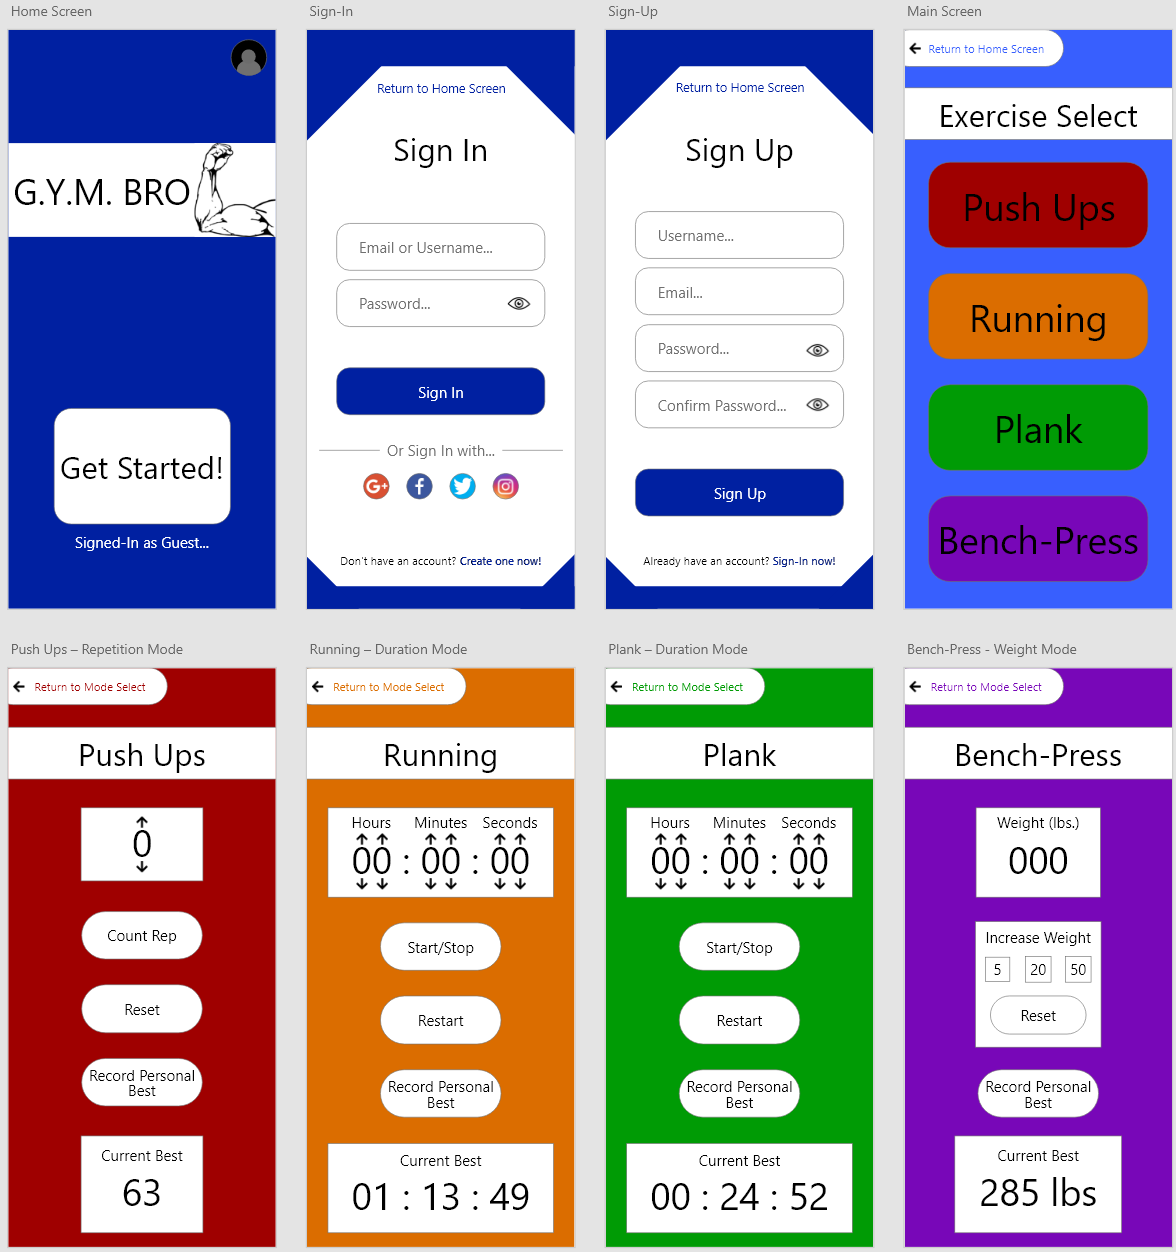 Home Screen
G.Y.M. BRO
Get Started!
Signed-In as Guest...
Sign-In
Return to Home Screen
Sign In
Email or Username...
Password...
Sign In
Or Sign In with...
G+
f
Don't have an account? Create one now!
Sign-Up
Return to Home Screen
Sign Up
Username...
Email...
Password...
Confirm Password...
Sign Up
Already have an account? Sign-In now!
Main Screen
Return to Home Screen
Exercise Select
Push Ups
Running
Plank
Bench-Press
Push Ups – Repetition Mode
Return to Mode Select
Push Ups
0
Count Rep
Reset
Record Personal
Best
Current Best
63
Running – Duration Mode
Return to Mode Select
Running
Hours Minutes Seconds
00 : 00 : 00
Start/Stop
Restart
Record Personal
Best
Current Best
01 : 13 : 49
Plank – Duration Mode
Return to Mode Select
Plank
Hours Minutes Seconds
00 : 00 : 00
Start/Stop
Restart
Record Personal
Best
Current Best
00 : 24 : 52
Bench-Press - Weight Mode
Return to Mode Select
Bench-Press
Weight (lbs.)
000
Increase Weight
5 20 50
Reset
Record Personal
Best
Current Best
285 lbs